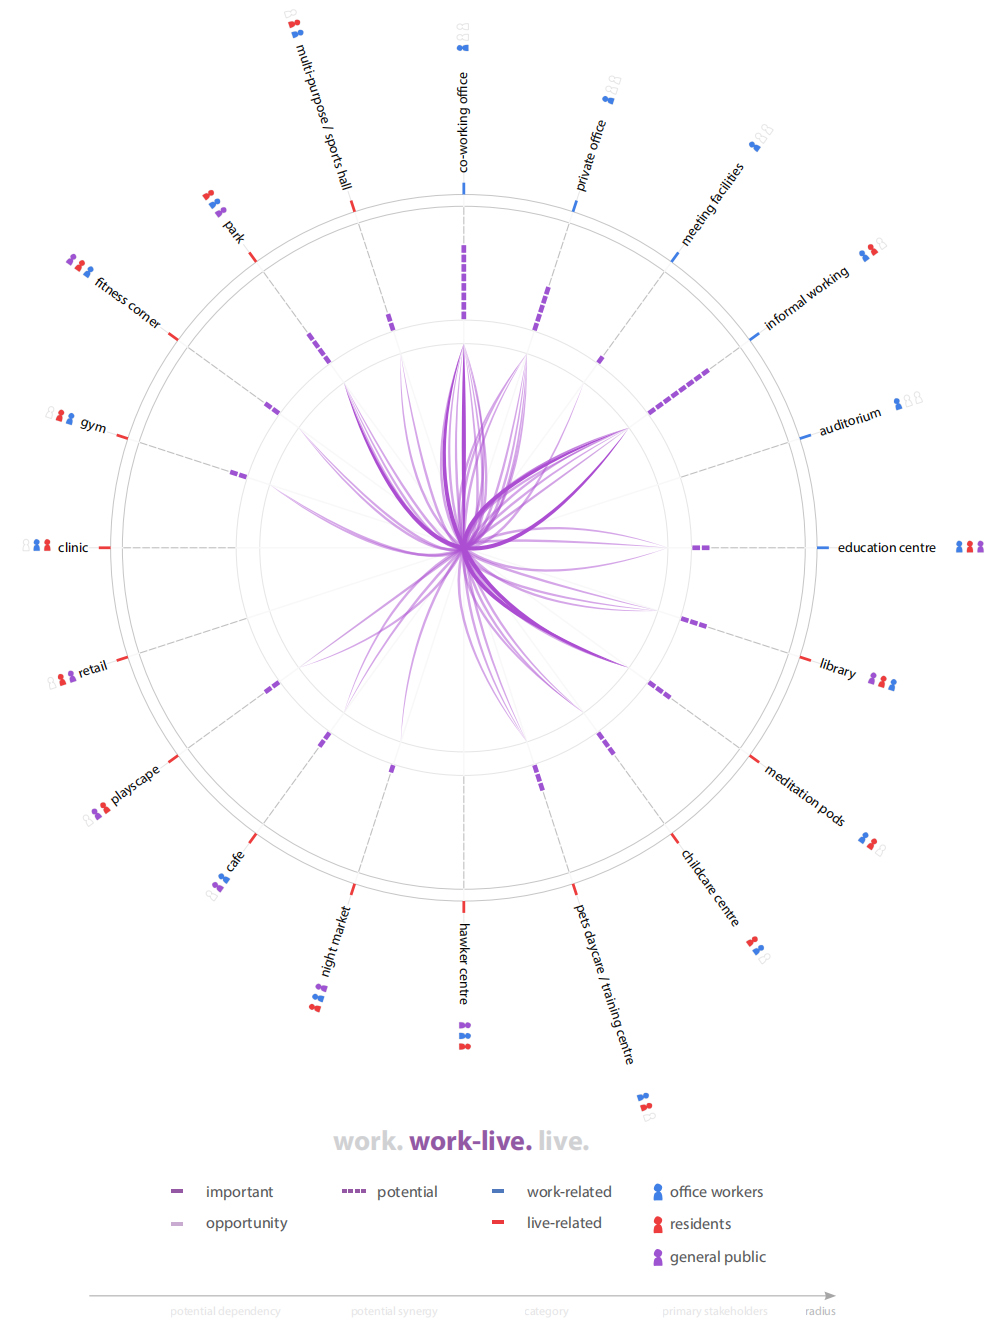 multi-purpose / sports hall
co-working office
private office
meeting facilities
informal working
auditorium
education centre
library
meditation pods
childcare centre
pets daycare / training centre
hawker centre
night market
cafe
playscape
retail
clinic
gym
fitness corner
park
work. work-live. live.
important potential work-related office workers
opportunity live-related residents
general public
potential dependency potential synergy category primary stakeholders radius